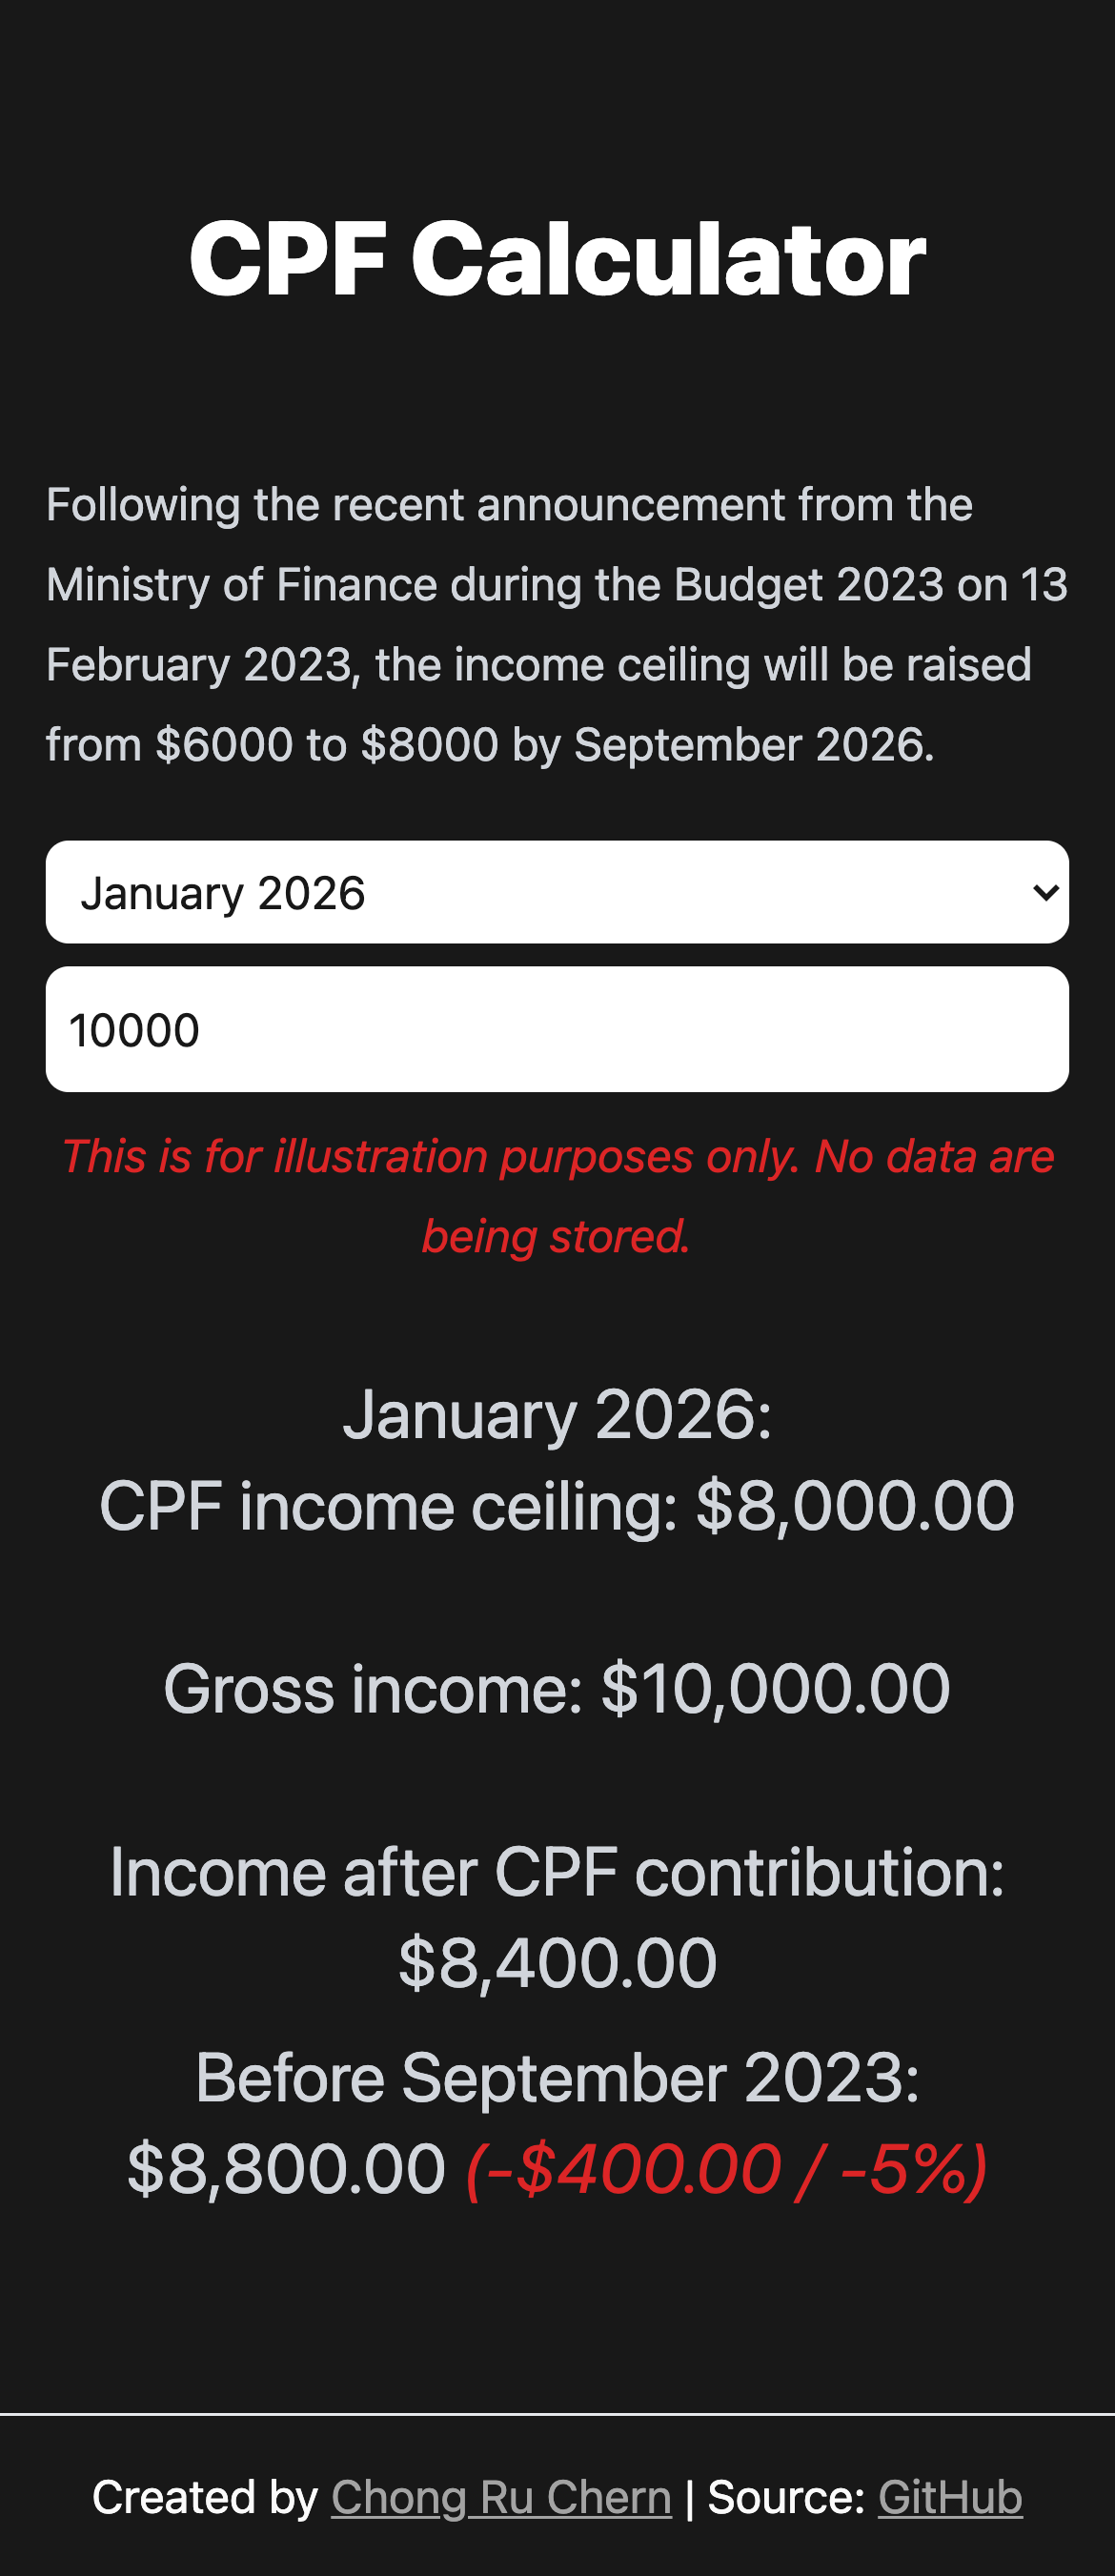 CPF Calculator
Following the recent announcement from the
Ministry of Finance during the Budget 2023 on 13
February 2023, the income ceiling will be raised
from $6000 to $8000 by September 2026.
January 2026
10000
This is for illustration purposes only. No data are
being stored.
January 2026:
CPF income ceiling: $8,000.00
Gross income: $10,000.00
Income after CPF contribution:
$8,400.00
Before September 2023:
$8,800.00 (-$400.00 / -5%)
Created by Chong Ru Chern | Source: GitHub